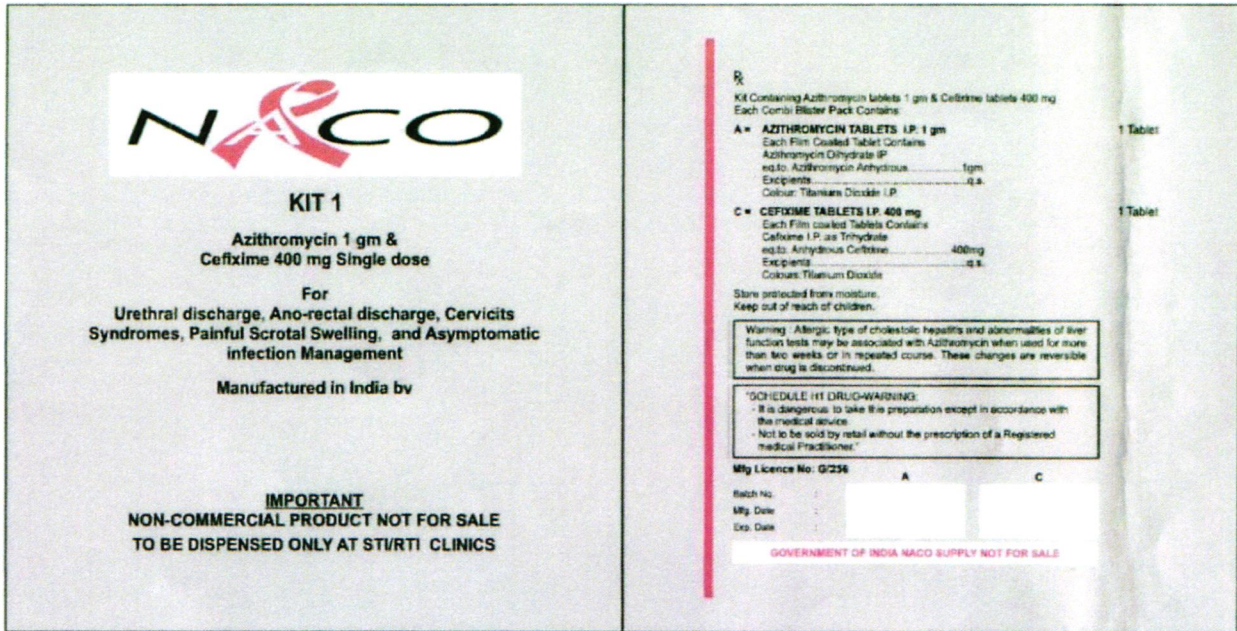 NACO
KIT 1
Azithromycin 1 gm &
Cefixime 400 mg Single dose
For
Urethral discharge, Ano-rectal discharge, Cervicits
Syndromes, Painful Scrotal Swelling, and Asymptomatic
infection Management
Manufactured in India bv
IMPORTANT
NON-COMMERCIAL PRODUCT NOT FOR SALE
TO BE DISPENSED ONLY AT STI/RTI CLINICS
℞
Kit Containing Azithromycin tablets 1 gm & Cefixime tablets 400 mg
Each Combi Blister Pack Contains:
A = AZITHROMYCIN TABLETS I.P. 1 gm 1 Tablet
Each Film Coated Tablet Contains
Azithromycin Dihydrate IP
eq.to. Azithromycin Anhydrous 1gm
Excipients q.s.
Colour: Titanium Dioxide I.P.
C = CEFIXIME TABLETS I.P. 400 mg 1 Tablet
Each Film coated Tablets Contains
Cefixime I.P. as Trihydrate
eq.to. Anhydrous Cefixime 400mg
Excipients q.s.
Colours: Titanium Dioxide
Store protected from moisture.
Keep out of reach of children.
Warning : Allergic type of cholestolic hepatitis and abnormalities of liver
function tests may be associated with Azithromycin when used for more
than two weeks or in repeated course. These changes are reversible
when drug is discontinued.
"SCHEDULE H1 DRUG-WARNING:
- It is dangerous to take this preparation except in accordance with
the medical advice.
- Not to be sold by retail without the prescription of a Registered
medical Practitioner."
Mfg Licence No: G/256
A C
Batch No. :
Mfg. Date :
Exp. Date :
GOVERNMENT OF INDIA NACO SUPPLY NOT FOR SALE